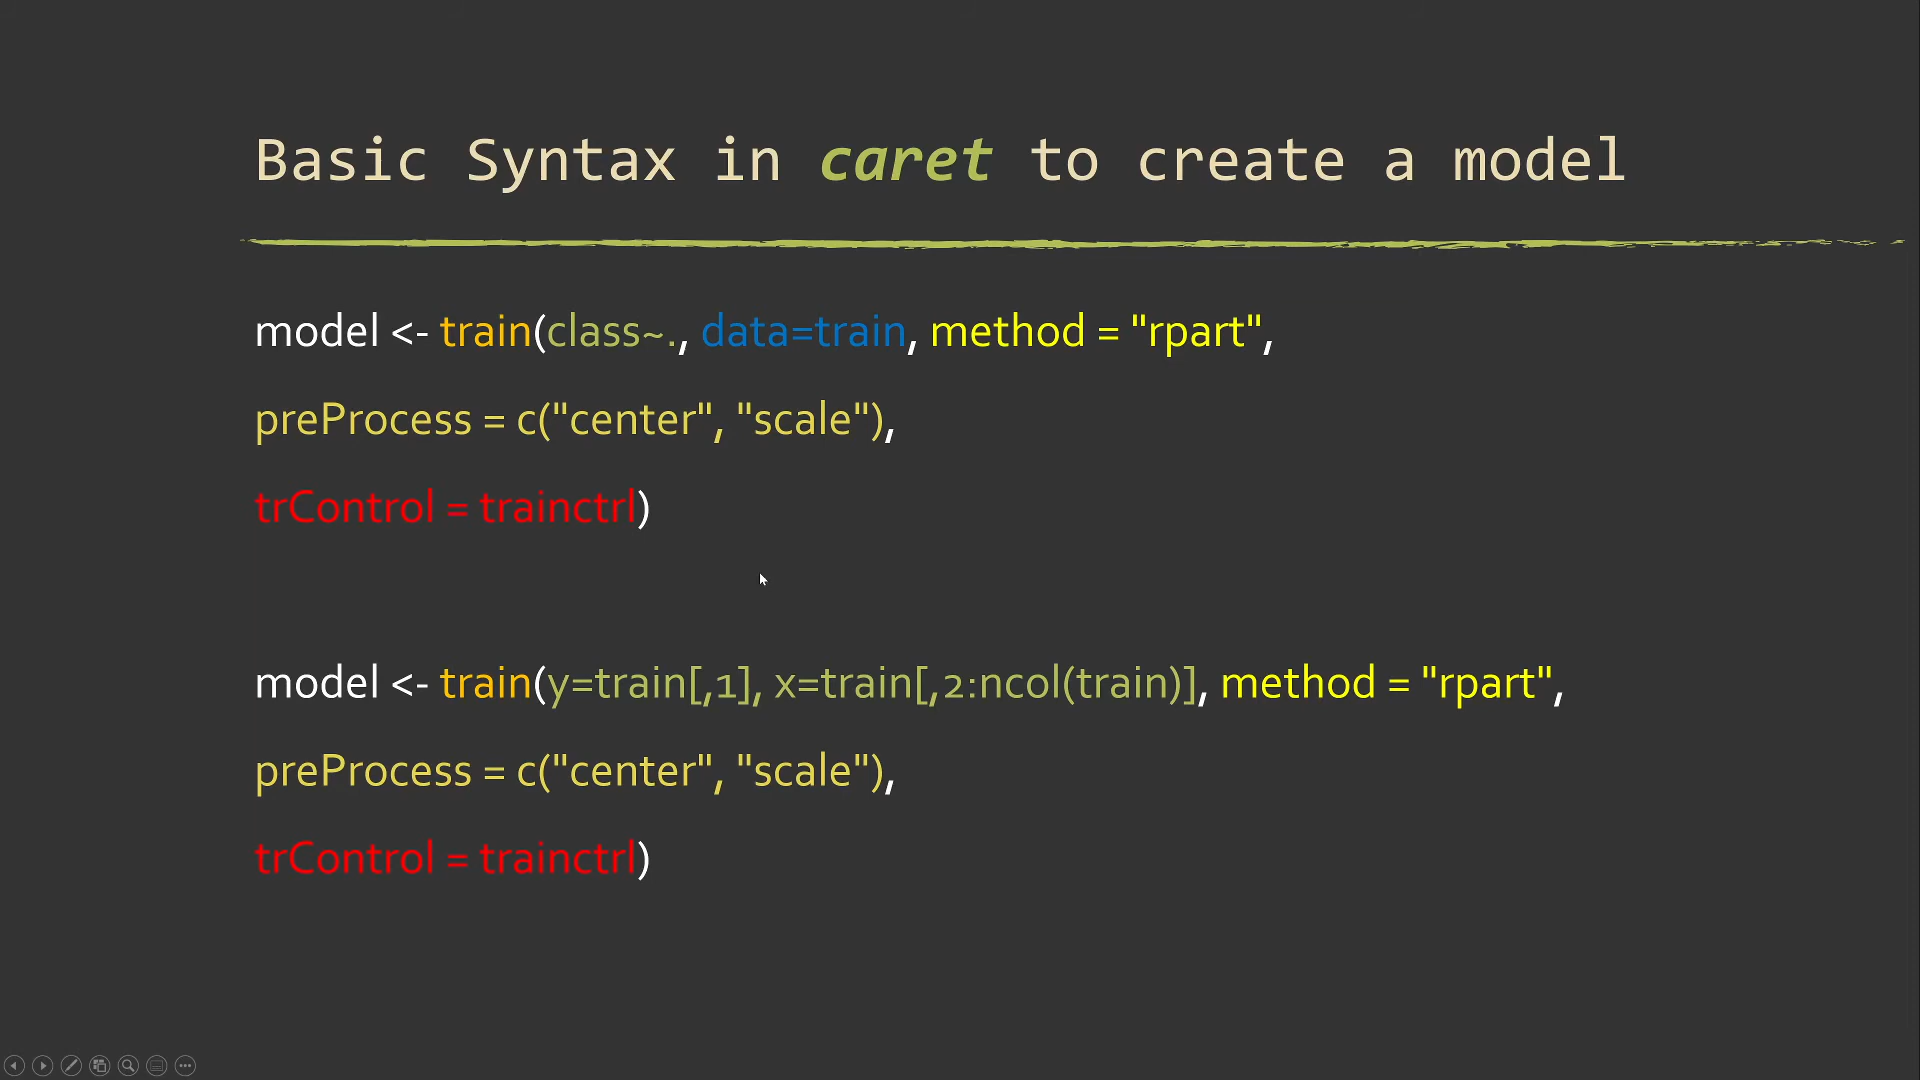 Basic Syntax in caret to create a model
model <- train(class~., data=train, method = "rpart",
preProcess = c("center", "scale"),
trControl = trainctrl)
model <- train(y=train[,1], x=train[,2:ncol(train)], method = "rpart",
preProcess = c("center", "scale"),
trControl = trainctrl)